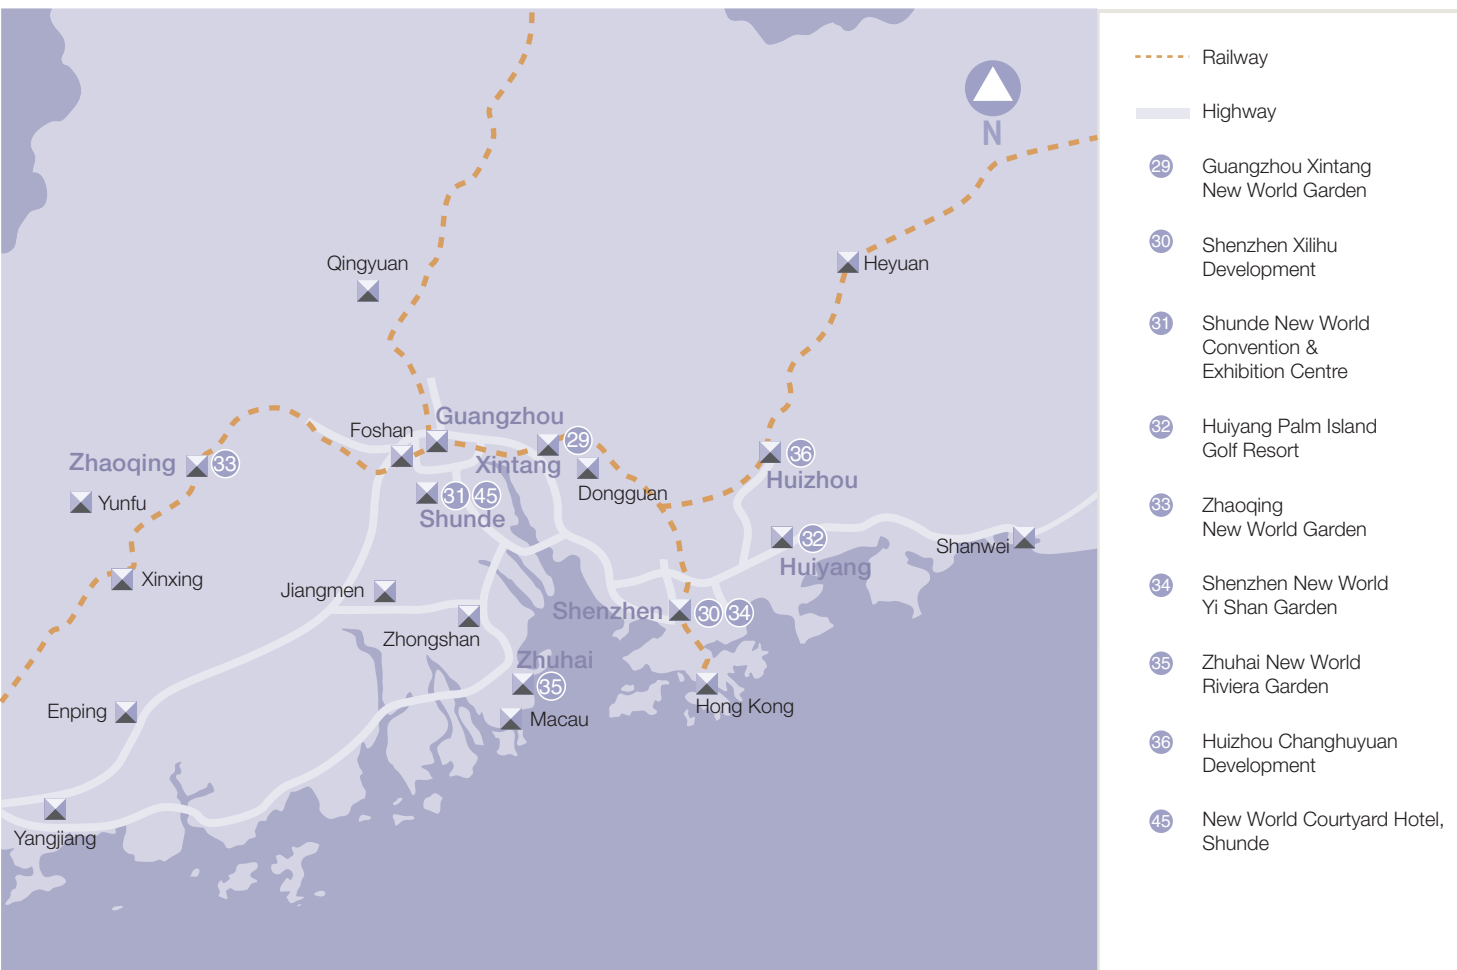 N
Qingyuan
Heyuan
Guangzhou
Foshan
29
Zhaoqing
33
Xintang
36
Huizhou
Yunfu
31
45
Dongguan
Shunde
32
Shanwei
Huiyang
Xinxing
Jiangmen
Shenzhen
30
34
Zhongshan
Zhuhai
35
Enping
Hong Kong
Macau
Yangjiang
Railway
Highway
29
Guangzhou Xintang
New World Garden
30
Shenzhen Xilihu
Development
31
Shunde New World
Convention &
Exhibition Centre
32
Huiyang Palm Island
Golf Resort
33
Zhaoqing
New World Garden
34
Shenzhen New World
Yi Shan Garden
35
Zhuhai New World
Riviera Garden
36
Huizhou Changhuyuan
Development
45
New World Courtyard Hotel,
Shunde